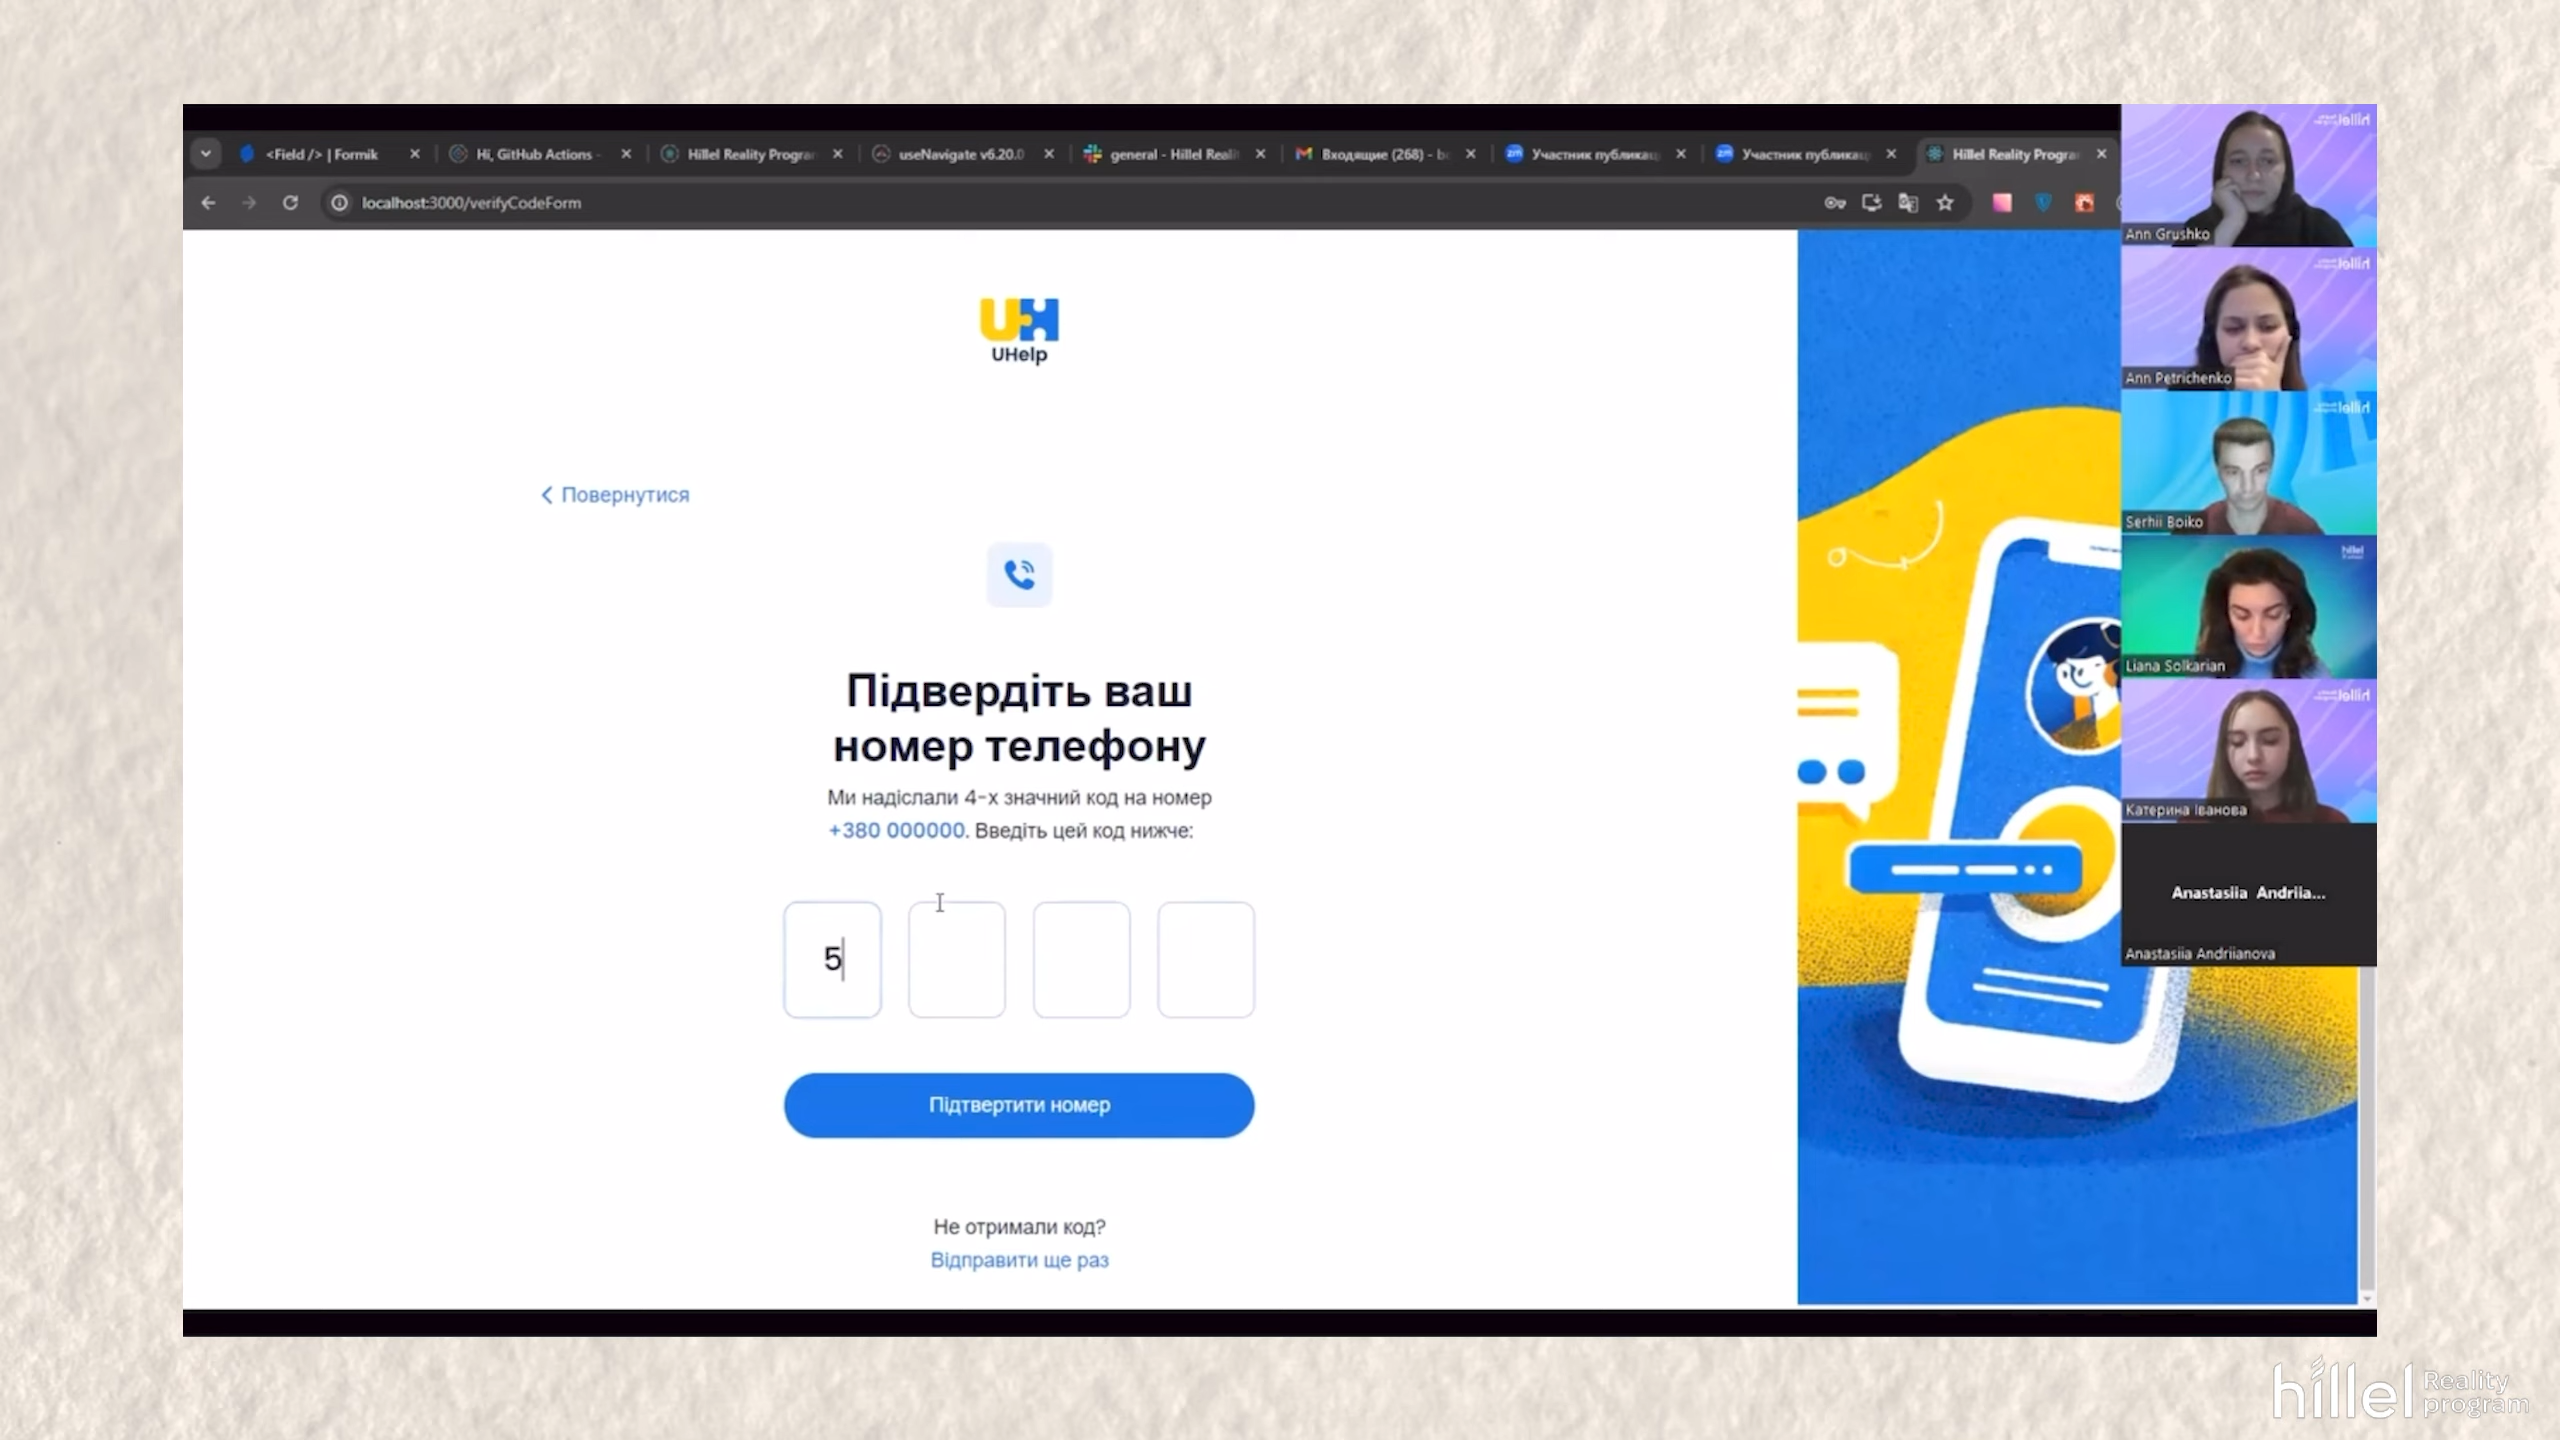 <Field /> | Formik
Hi, GitHub Actions -
Hillel Reality Progra
useNavigate v6.20.0
general - Hillel Reali
Входящие (268) - b
Участник публикац
Участник публикац
Hillel Reality Progra
localhost:3000/verifyCodeForm
UHelp
Повернутися
Підвердіть ваш
номер телефону
Ми надіслали 4-х значний код на номер
+380 000000. Введіть цей код нижче:
5
Підтвертити номер
Не отримали код?
Відправити ще раз
Ann Grushko
Ann Petrichenko
Serhii Boiko
hillel
Liana Solkarian
Катерина Іванова
Anastasiia Andriia...
Anastasiia Andriianova
hillel Reality
program